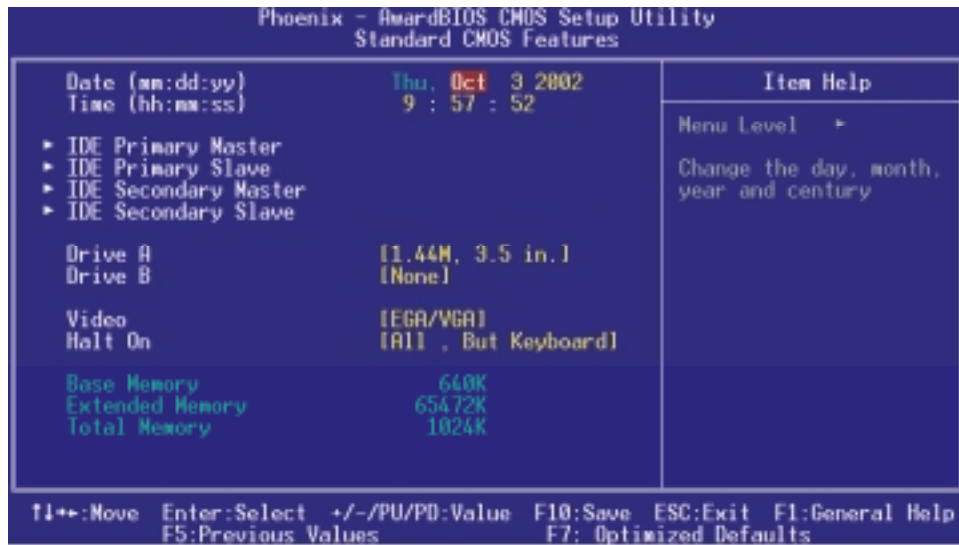 Phoenix - AwardBIOS CMOS Setup Utility
Standard CMOS Features
Date (mm:dd:yy) Thu, Oct 3 2002
Time (hh:mm:ss) 9 : 57 : 52
► IDE Primary Master
► IDE Primary Slave
► IDE Secondary Master
► IDE Secondary Slave
Drive A [1.44M, 3.5 in.]
Drive B [None]
Video [EGA/VGA]
Halt On [All , But Keyboard]
Base Memory 640K
Extended Memory 65472K
Total Memory 1024K
Item Help
Menu Level ►
Change the day, month,
year and century
↑↓→←:Move Enter:Select +/-/PU/PD:Value F10:Save ESC:Exit F1:General Help
F5:Previous Values F7: Optimized Defaults